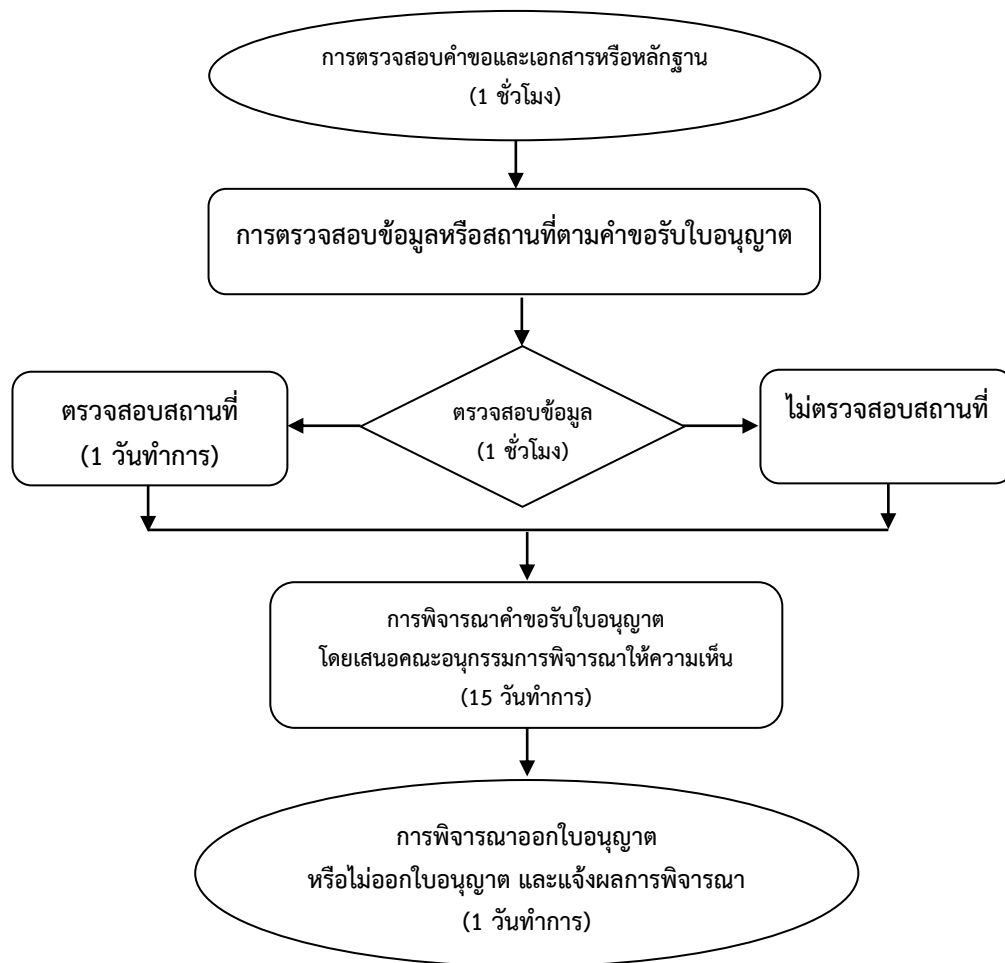 การตรวจสอบคำขอและเอกสารหรือหลักฐาน
(1 ชั่วโมง)
การตรวจสอบข้อมูลหรือสถานที่ตามคำขอรับใบอนุญาต
ตรวจสอบสถานที่
(1 วันทำการ)
ตรวจสอบข้อมูล
(1 ชั่วโมง)
ไม่ตรวจสอบสถานที่
การพิจารณาคำขอรับใบอนุญาต
โดยเสนอคณะอนุกรรมการพิจารณาให้ความเห็น
(15 วันทำการ)
การพิจารณาออกใบอนุญาต
หรือไม่ออกใบอนุญาต และแจ้งผลการพิจารณา
(1 วันทำการ)